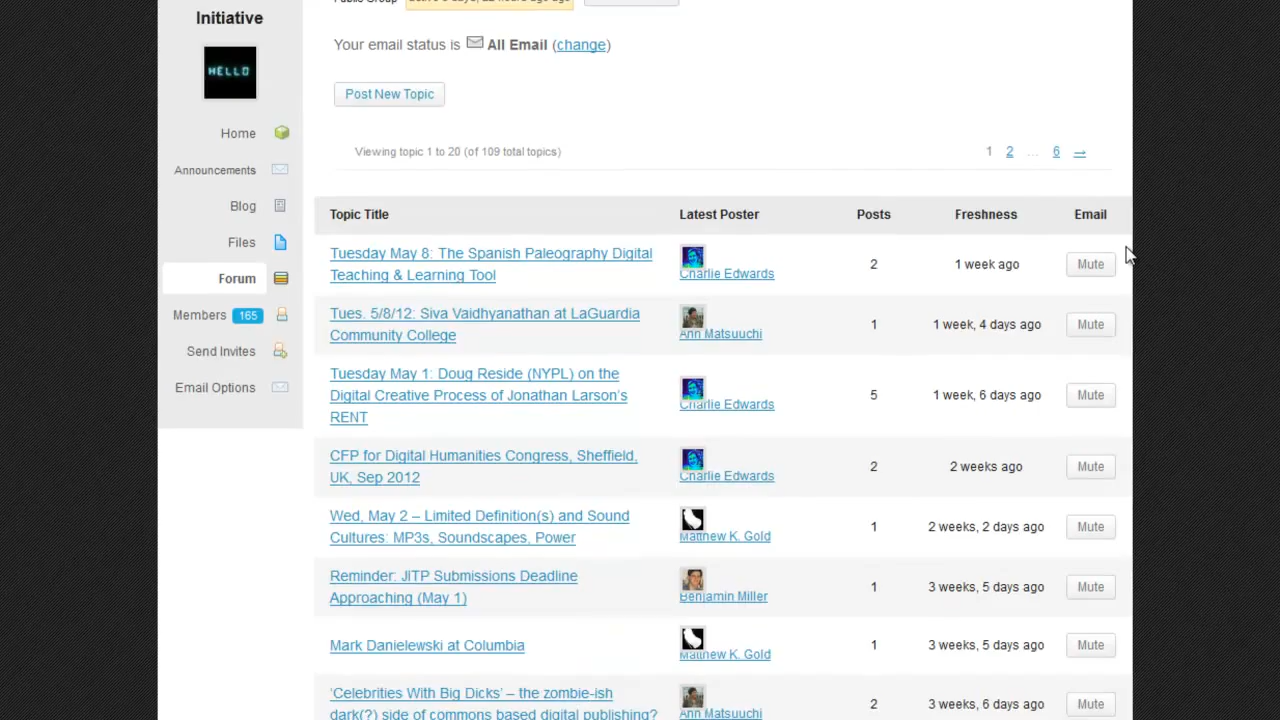 Initiative
HELLO
Home
Announcements
Blog
Files
Forum
Members 165
Send Invites
Email Options
Your email status is All Email (change)
Post New Topic
Viewing topic 1 to 20 (of 109 total topics)
1 2 … 6 →
Topic Title Latest Poster Posts Freshness Email
Tuesday May 8: The Spanish Paleography Digital
Teaching & Learning Tool
Charlie Edwards
2
1 week ago
Mute
Tues. 5/8/12: Siva Vaidhyanathan at LaGuardia
Community College
Ann Matsuuchi
1
1 week, 4 days ago
Mute
Tuesday May 1: Doug Reside (NYPL) on the
Digital Creative Process of Jonathan Larson's
RENT
Charlie Edwards
5
1 week, 6 days ago
Mute
CFP for Digital Humanities Congress, Sheffield,
UK, Sep 2012
Charlie Edwards
2
2 weeks ago
Mute
Wed, May 2 – Limited Definition(s) and Sound
Cultures: MP3s, Soundscapes, Power
Matthew K. Gold
1
2 weeks, 2 days ago
Mute
Reminder: JITP Submissions Deadline
Approaching (May 1)
Benjamin Miller
1
3 weeks, 5 days ago
Mute
Mark Danielewski at Columbia
Matthew K. Gold
1
3 weeks, 5 days ago
Mute
'Celebrities With Big Dicks' – the zombie-ish
dark(?) side of commons based digital publishing?
Ann Matsuuchi
2
3 weeks, 6 days ago
Mute